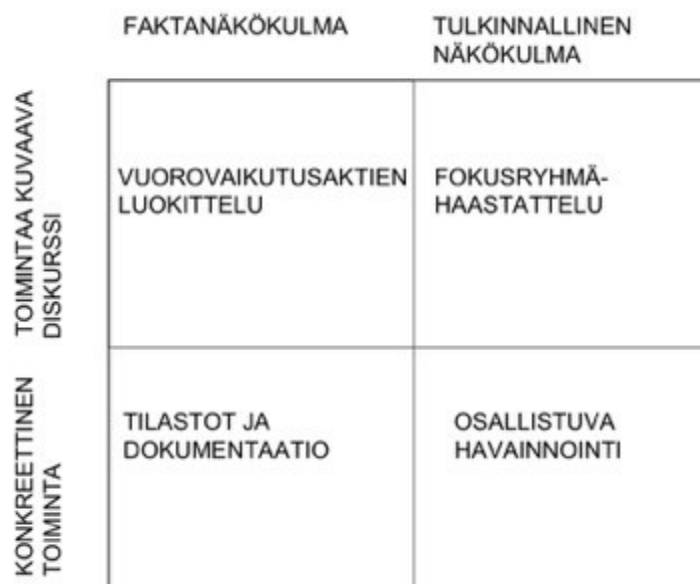 FAKTANÄKÖKULMA
TULKINNALLINEN
NÄKÖKULMA
TOIMINTAA KUVAAVA
DISKURSSI
VUOROVAIKUTUSAKTIEN
LUOKITTELU
FOKUSRYHMÄ-
HAASTATTELU
KONKREETTINEN
TOIMINTA
TILASTOT JA
DOKUMENTAATIO
OSALLISTUVA
HAVAINNOINTI